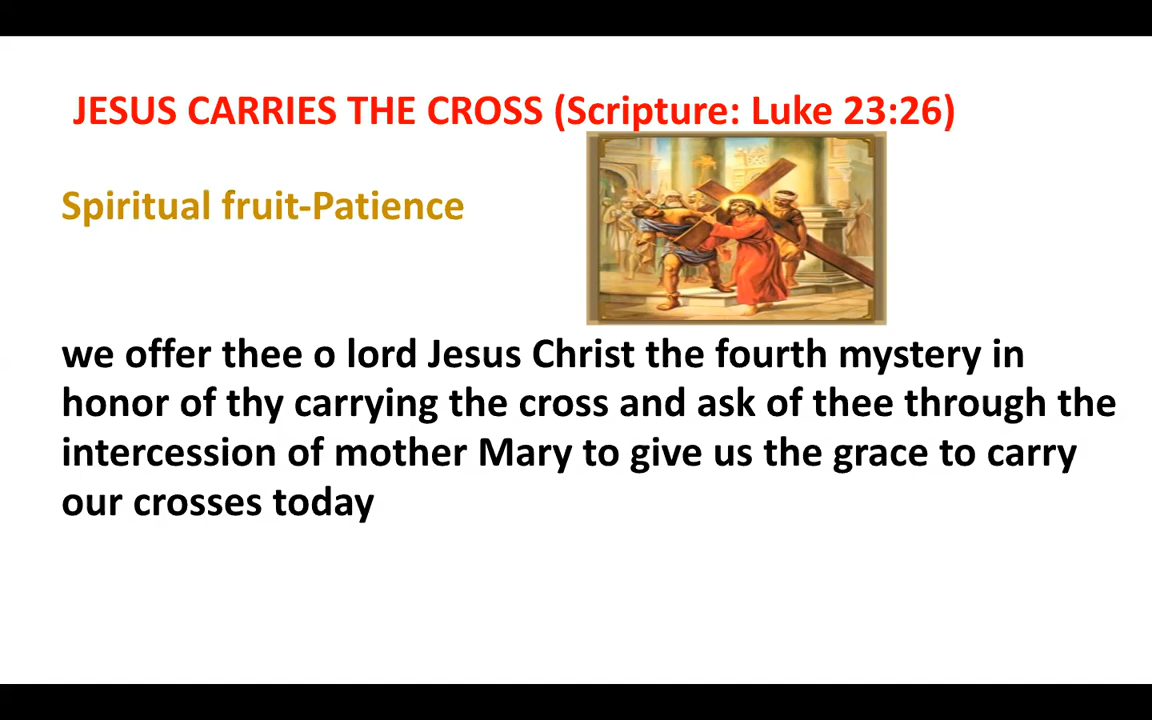 JESUS CARRIES THE CROSS (Scripture: Luke 23:26)
Spiritual fruit-Patience
we offer thee o lord Jesus Christ the fourth mystery in
honor of thy carrying the cross and ask of thee through the
intercession of mother Mary to give us the grace to carry
our crosses today